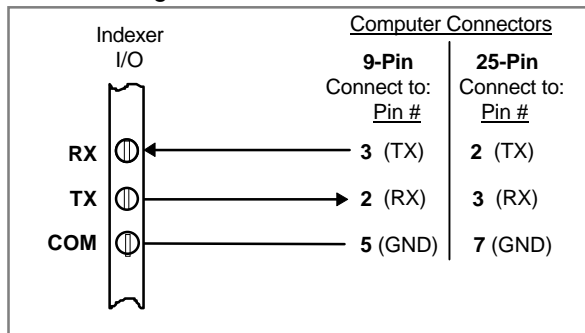 Indexer
I/O
Computer Connectors
9-Pin
Connect to:
Pin #
25-Pin
Connect to:
Pin #
RX
3 (TX)
2 (TX)
TX
2 (RX)
3 (RX)
COM
5 (GND)
7 (GND)